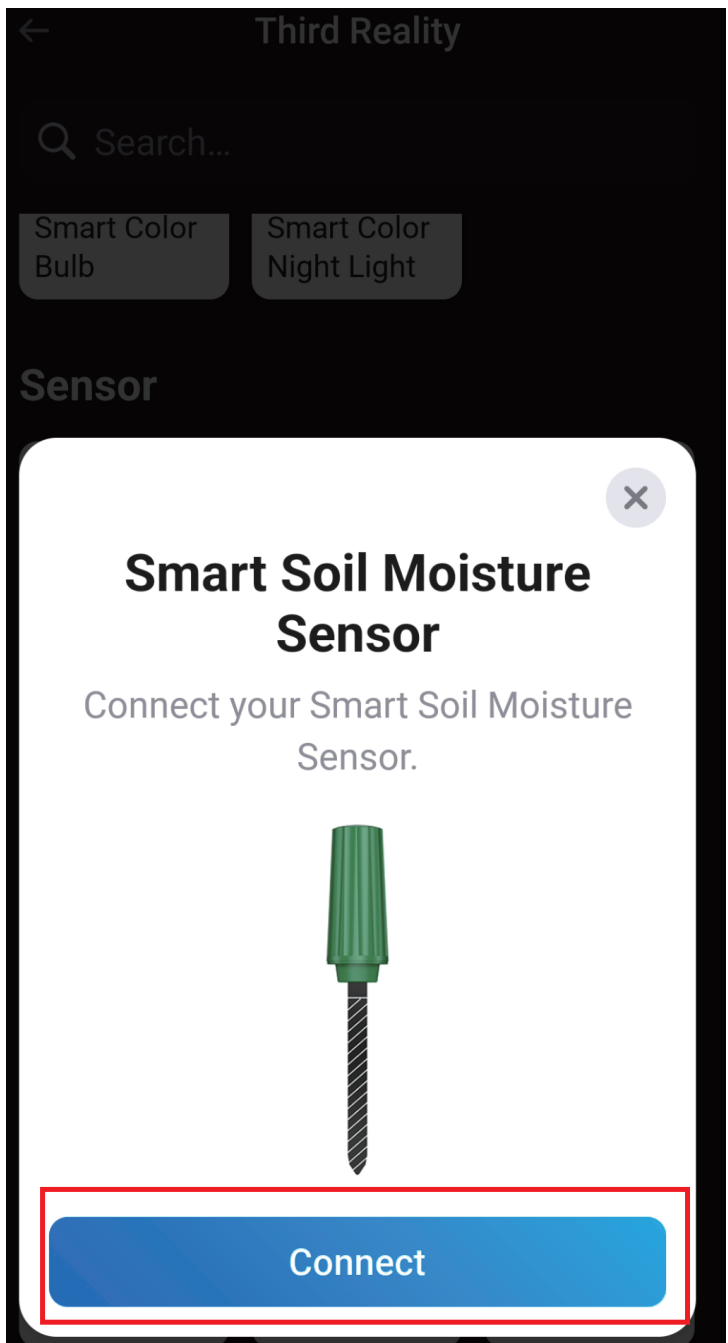 Third Reality
Search...
Smart Color
Bulb
Smart Color
Night Light
Sensor
Smart Soil Moisture
Sensor
Connect your Smart Soil Moisture
Sensor.
Connect